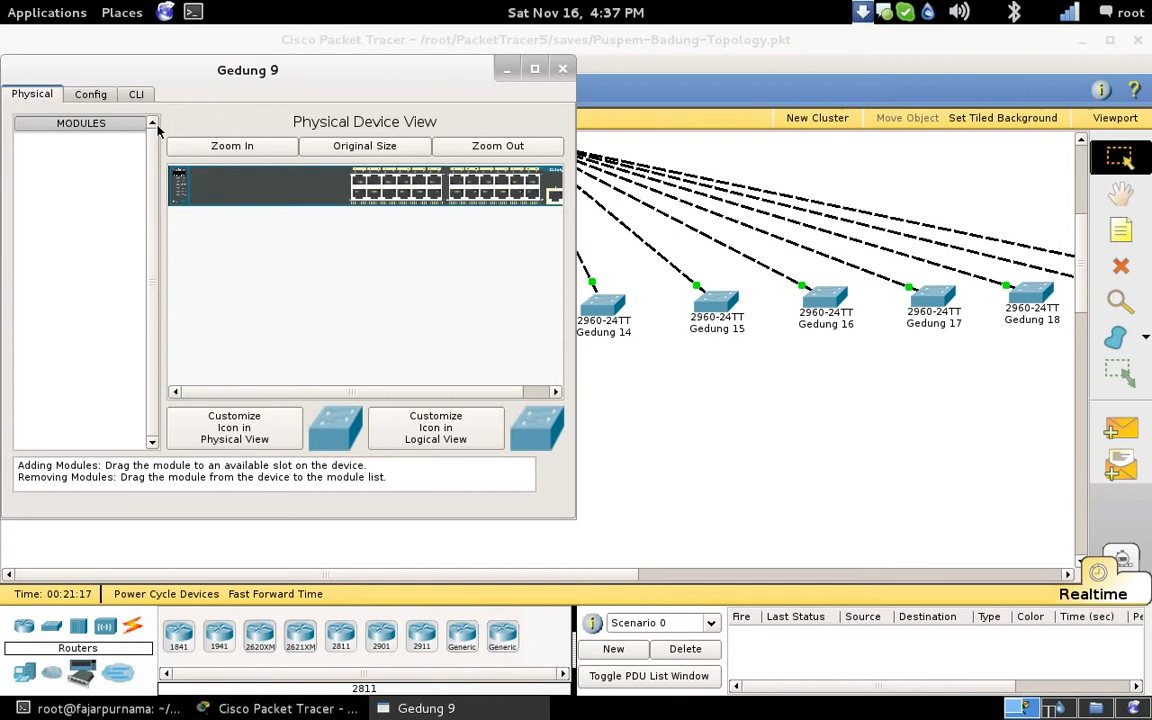 Applications Places Sat Nov 16, 4:37 PM root
Cisco Packet Tracer - /root/PacketTracer5/saves/Puspem-Badung-Topology.pkt
Gedung 9
Physical Config CLI
MODULES
Physical Device View
Zoom In Original Size Zoom Out
New Cluster Move Object Set Tiled Background Viewport
2960-24TT
Gedung 14
2960-24TT
Gedung 15
2960-24TT
Gedung 16
2960-24TT
Gedung 17
2960-24TT
Gedung 18
Customize
Icon in
Physical View
Customize
Icon in
Logical View
Adding Modules: Drag the module to an available slot on the device.
Removing Modules: Drag the module from the device to the module list.
Time: 00:21:17 Power Cycle Devices Fast Forward Time
Realtime
Routers
1841 1941 2620XM 2621XM 2811 2901 2911 Generic Generic
2811
Scenario 0
New Delete
Toggle PDU List Window
Fire Last Status Source Destination Type Color Time (sec) Pe
root@fajarpurnama: ~/... Cisco Packet Tracer - ... Gedung 9